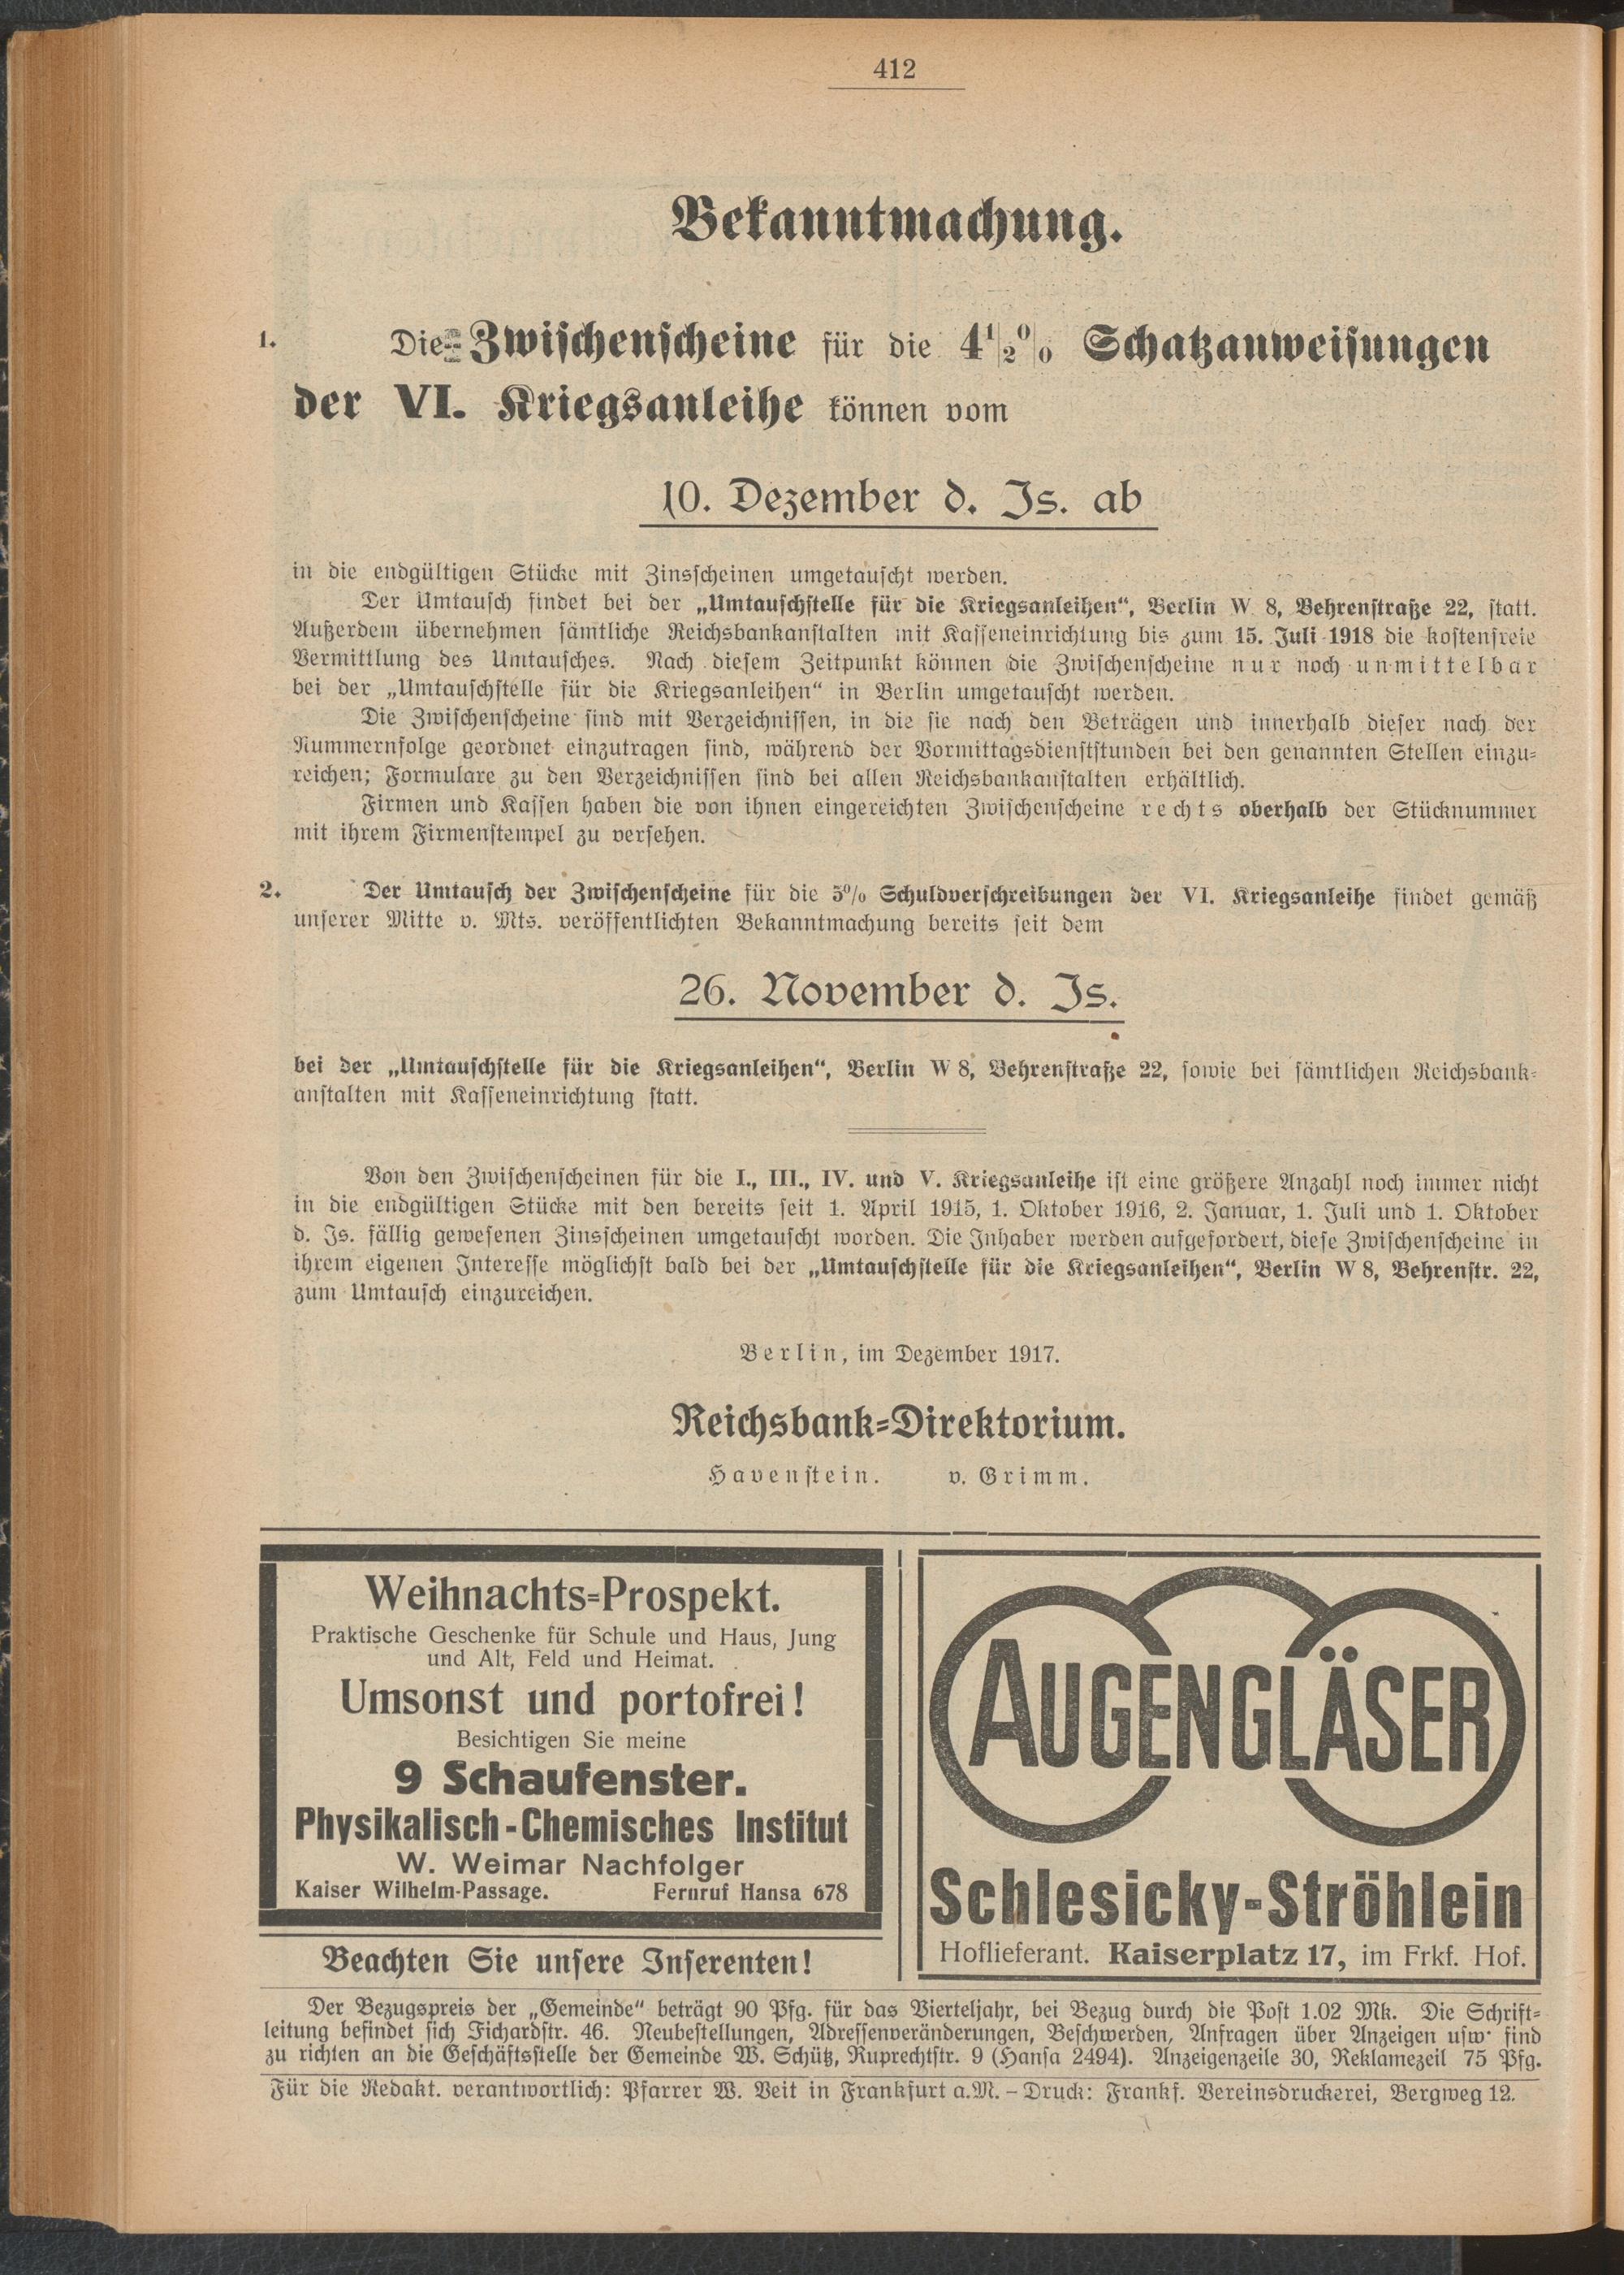 412
Bekanntmachung.
1. Die Zwischenscheine für die 4 1/2 % Schatzanweisungen
der VI. Kriegsanleihe können vom
10. Dezember d. Js. ab
in die endgültigen Stücke mit Zinsscheinen umgetauscht werden.
Der Umtausch findet bei der „Umtauschstelle für die Kriegsanleihen“, Berlin W 8, Behrenstraße 22, statt.
Außerdem übernehmen sämtliche Reichsbankanstalten mit Kasseneinrichtung bis zum 15. Juli 1918 die kostenfreie
Vermittlung des Umtausches. Nach diesem Zeitpunkt können die Zwischenscheine nur noch unmittelbar
bei der „Umtauschstelle für die Kriegsanleihen“ in Berlin umgetauscht werden.
Die Zwischenscheine sind mit Verzeichnissen, in die sie nach den Beträgen und innerhalb dieser nach der
Nummernfolge geordnet einzutragen sind, während der Vormittagsdienststunden bei den genannten Stellen einzu-
reichen; Formulare zu den Verzeichnissen sind bei allen Reichsbankanstalten erhältlich.
Firmen und Kassen haben die von ihnen eingereichten Zwischenscheine rechts oberhalb der Stücknummer
mit ihrem Firmenstempel zu versehen.
2. Der Umtausch der Zwischenscheine für die 5% Schuldverschreibungen der VI. Kriegsanleihe findet gemäß
unserer Mitte v. Mts. veröffentlichten Bekanntmachung bereits seit dem
26. November d. Js.
bei der „Umtauschstelle für die Kriegsanleihen“, Berlin W 8, Behrenstraße 22, sowie bei sämtlichen Reichsbank-
anstalten mit Kasseneinrichtung statt.
Von den Zwischenscheinen für die I., III., IV. und V. Kriegsanleihe ist eine größere Anzahl noch immer nicht
in die endgültigen Stücke mit den bereits seit 1. April 1915, 1. Oktober 1916, 2. Januar, 1. Juli und 1. Oktober
d. Js. fällig gewesenen Zinsscheinen umgetauscht worden. Die Inhaber werden aufgefordert, diese Zwischenscheine in
ihrem eigenen Interesse möglichst bald bei der „Umtauschstelle für die Kriegsanleihen“, Berlin W 8, Behrenstr. 22,
zum Umtausch einzureichen.
Berlin, im Dezember 1917.
Reichsbank-Direktorium.
Havenstein. v. Grimm.
Weihnachts-Prospekt.
Praktische Geschenke für Schule und Haus, Jung
und Alt, Feld und Heimat.
Umsonst und portofrei!
Besichtigen Sie meine
9 Schaufenster.
Physikalisch-Chemisches Institut
W. Weimar Nachfolger
Kaiser Wilhelm-Passage. Fernruf Hansa 678
Beachten Sie unsere Inserenten!
AUGENGLÄSER
Schlesicky-Ströhlein
Hoflieferant. Kaiserplatz 17, im Frkf. Hof.
Der Bezugspreis der „Gemeinde“ beträgt 90 Pfg. für das Vierteljahr, bei Bezug durch die Post 1.02 Mk. Die Schrift-
leitung befindet sich Fichardstr. 46. Neubestellungen, Adressenveränderungen, Beschwerden, Anfragen über Anzeigen usw. sind
zu richten an die Geschäftsstelle der Gemeinde W. Schütz, Ruprechtstr. 9 (Hansa 2494). Anzeigenzeile 30, Reklamezeil 75 Pfg.
Für die Redakt. verantwortlich: Pfarrer W. Veit in Frankfurt a.M. – Druck: Frankf. Vereinsdruckerei, Bergweg 12.